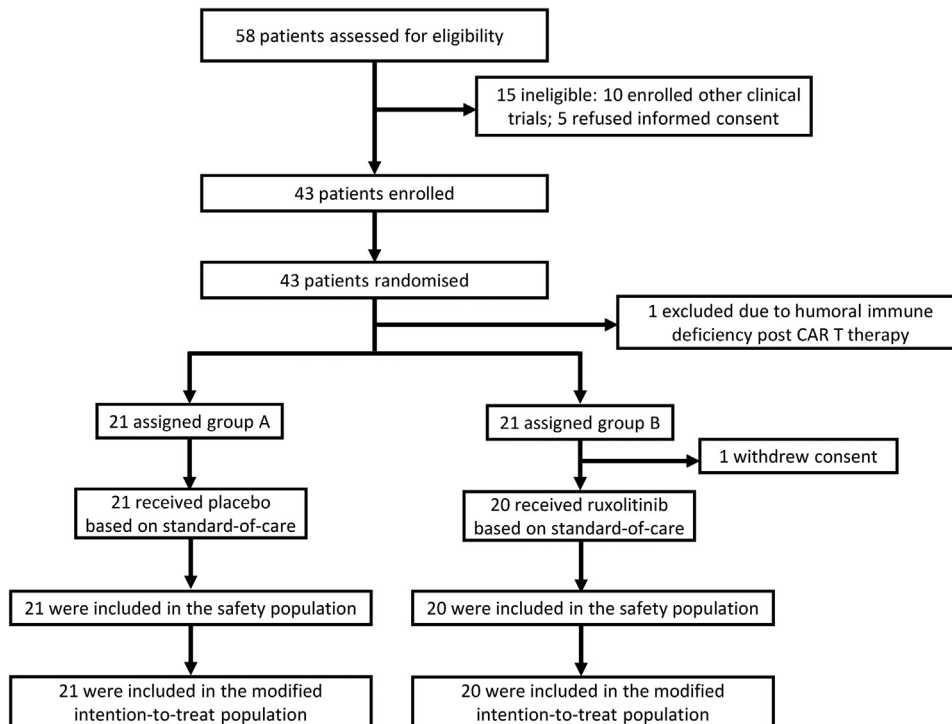 58 patients assessed for eligibility
15 ineligible: 10 enrolled other clinical
trials; 5 refused informed consent
43 patients enrolled
43 patients randomised
1 excluded due to humoral immune
deficiency post CAR T therapy
21 assigned group A
21 assigned group B
1 withdrew consent
21 received placebo
based on standard-of-care
20 received ruxolitinib
based on standard-of-care
21 were included in the safety population
20 were included in the safety population
21 were included in the modified
intention-to-treat population
20 were included in the modified
intention-to-treat population